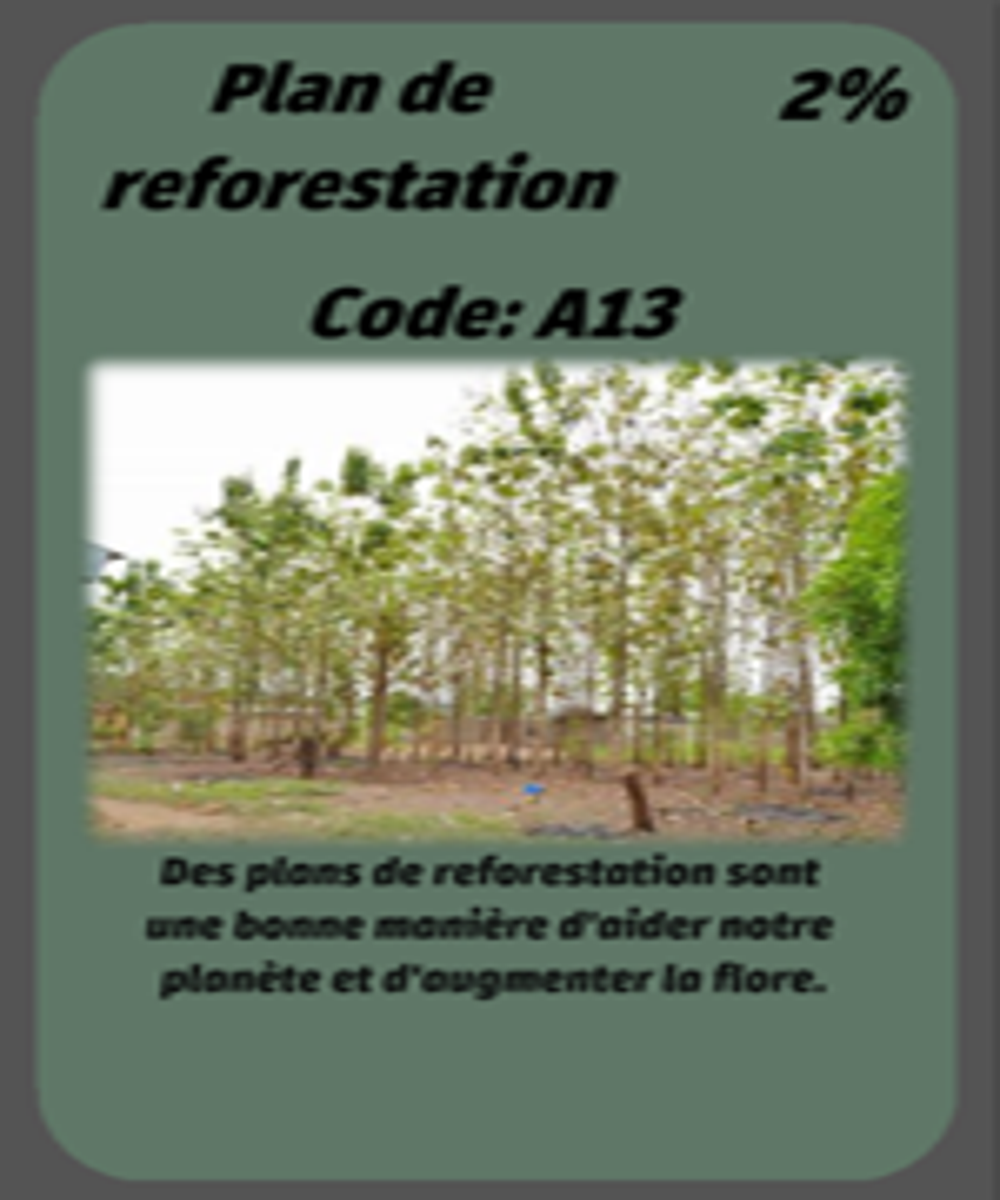 Plan de 2%
reforestation
Code: A13
Des plans de reforestation sont
une bonne manière d'aider notre
planète et d'augmenter la flore.